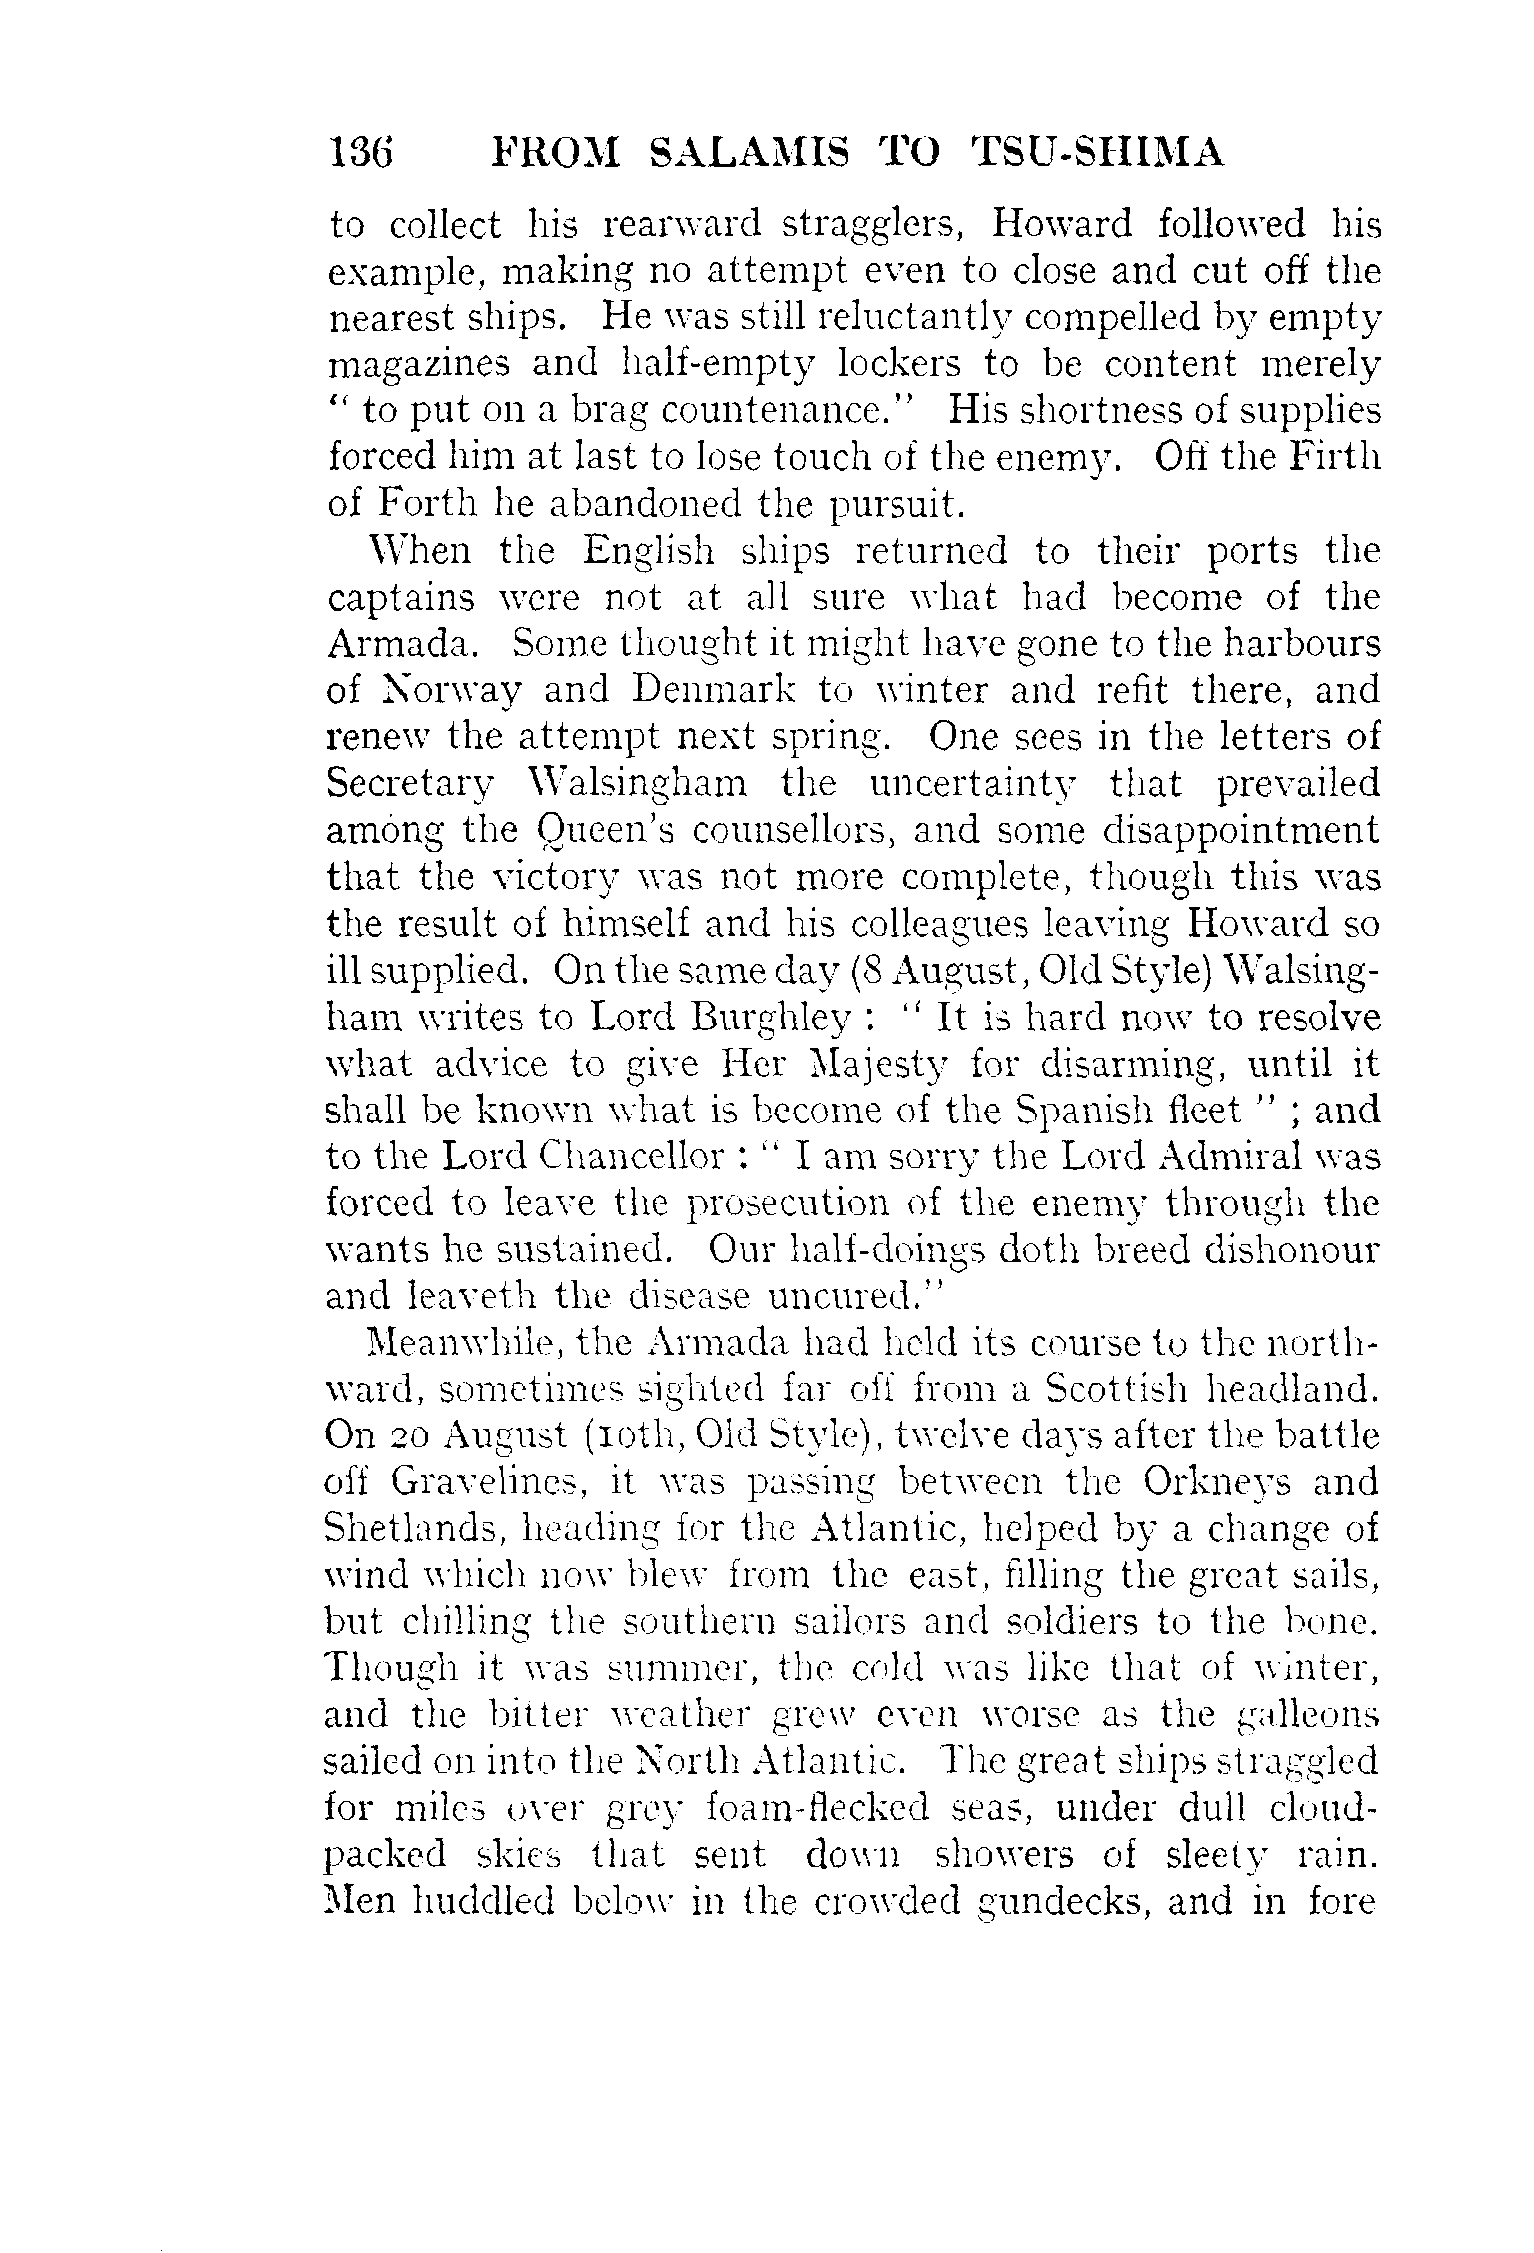 136 FROM SALAMIS TO TSU-SHIMA
to collect his rearward stragglers, Howard followed his
example, making no attempt even to close and cut off the
nearest ships. He was still reluctantly compelled by empty
magazines and half-empty lockers to be content merely
" to put on a brag countenance." His shortness of supplies
forced him at last to lose touch of the enemy. Off the Firth
of Forth he abandoned the pursuit.
When the English ships returned to their ports the
captains were not at all sure what had become of the
Armada. Some thought it might have gone to the harbours
of Norway and Denmark to winter and refit there, and
renew the attempt next spring. One sees in the letters of
Secretary Walsingham the uncertainty that prevailed
among the Queen's counsellors, and some disappointment
that the victory was not more complete, though this was
the result of himself and his colleagues leaving Howard so
ill supplied. On the same day (8 August, Old Style) Walsing-
ham writes to Lord Burghley : " It is hard now to resolve
what advice to give Her Majesty for disarming, until it
shall be known what is become of the Spanish fleet " ; and
to the Lord Chancellor : " I am sorry the Lord Admiral was
forced to leave the prosecution of the enemy through the
wants he sustained. Our half-doings doth breed dishonour
and leaveth the disease uncured."
Meanwhile, the Armada had held its course to the north-
ward, sometimes sighted far off from a Scottish headland.
On 20 August (10th, Old Style), twelve days after the battle
off Gravelines, it was passing between the Orkneys and
Shetlands, heading for the Atlantic, helped by a change of
wind which now blew from the east, filling the great sails,
but chilling the southern sailors and soldiers to the bone.
Though it was summer, the cold was like that of winter,
and the bitter weather grew even worse as the galleons
sailed on into the North Atlantic. The great ships straggled
for miles over grey foam-flecked seas, under dull cloud-
packed skies that sent down showers of sleety rain.
Men huddled below in the crowded gundecks, and in fore